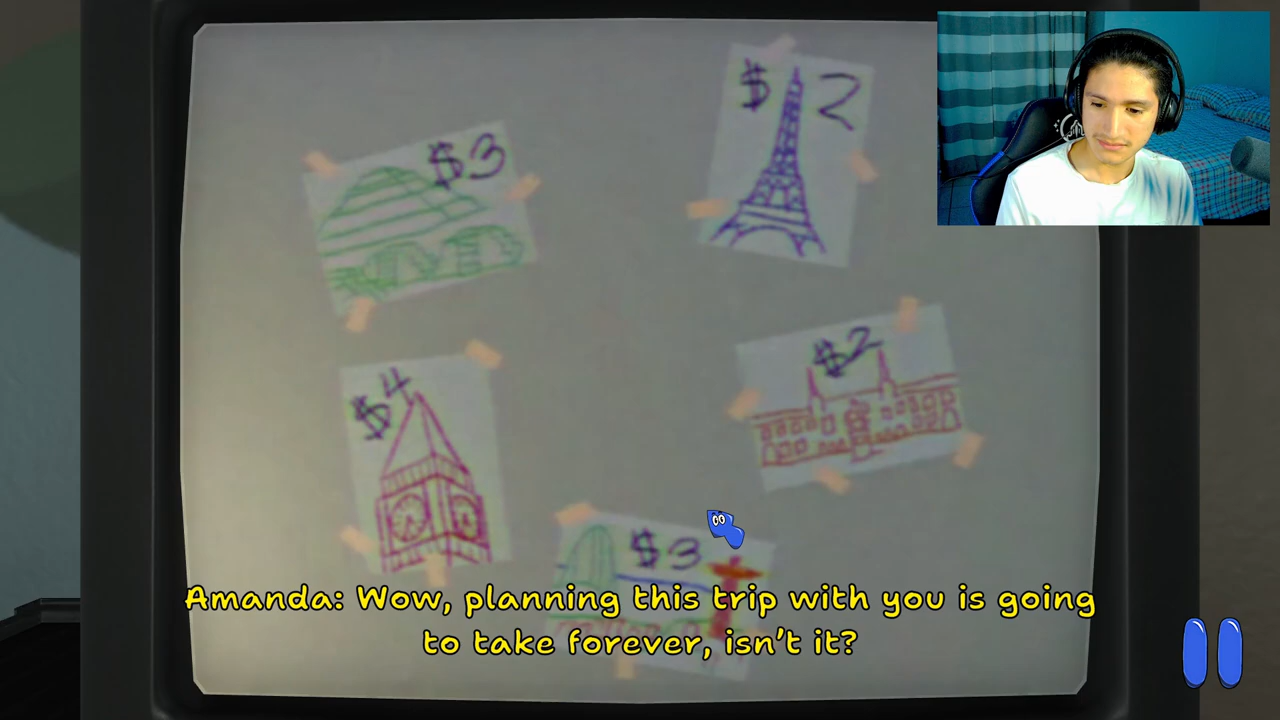 $ 2
$3
$2
$4
$3
Amanda: Wow, planning this trip with you is going
to take forever, isn't it?